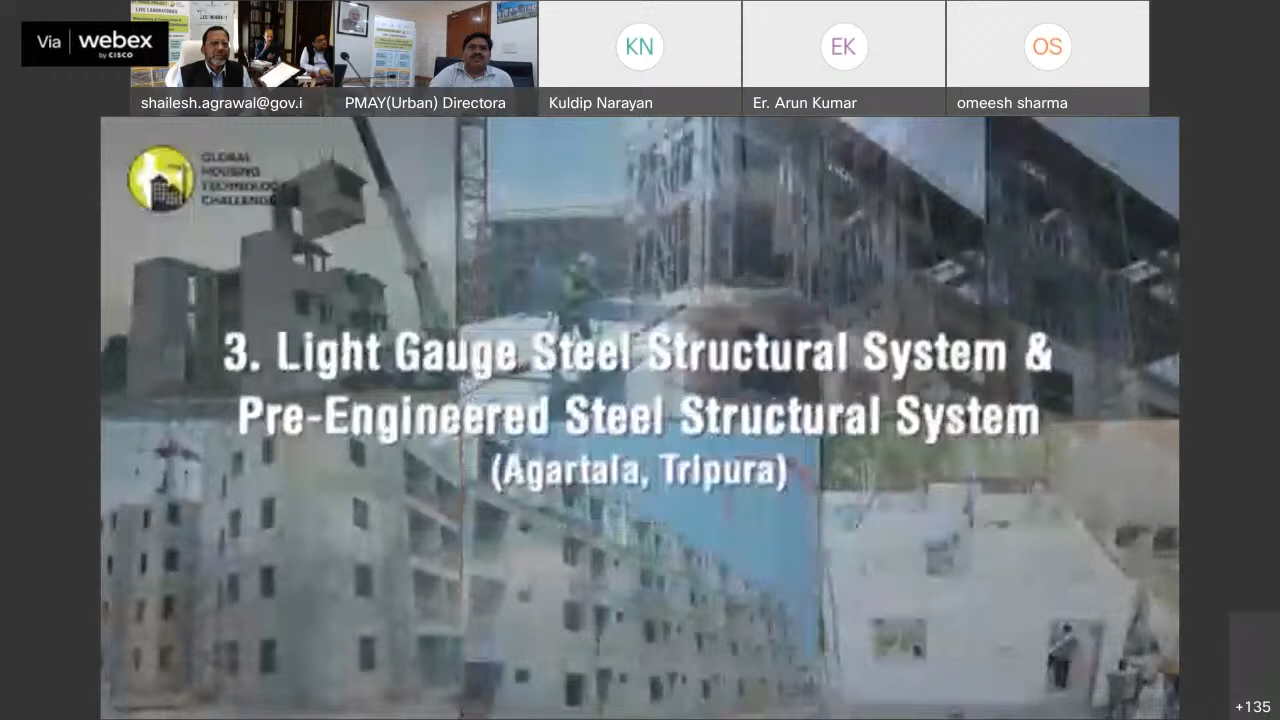 Via webex
by CISCO
LIVE LABORATORIES
shailesh.agrawal@gov.i
PMAY(Urban) Directora
KN
Kuldip Narayan
EK
Er. Arun Kumar
OS
omeesh sharma
GLOBAL
HOUSING
TECHNOLOGY
CHALLENGE
3. Light Gauge Steel Structural System &
Pre-Engineered Steel Structural System
(Agartala, Tripura)
+135